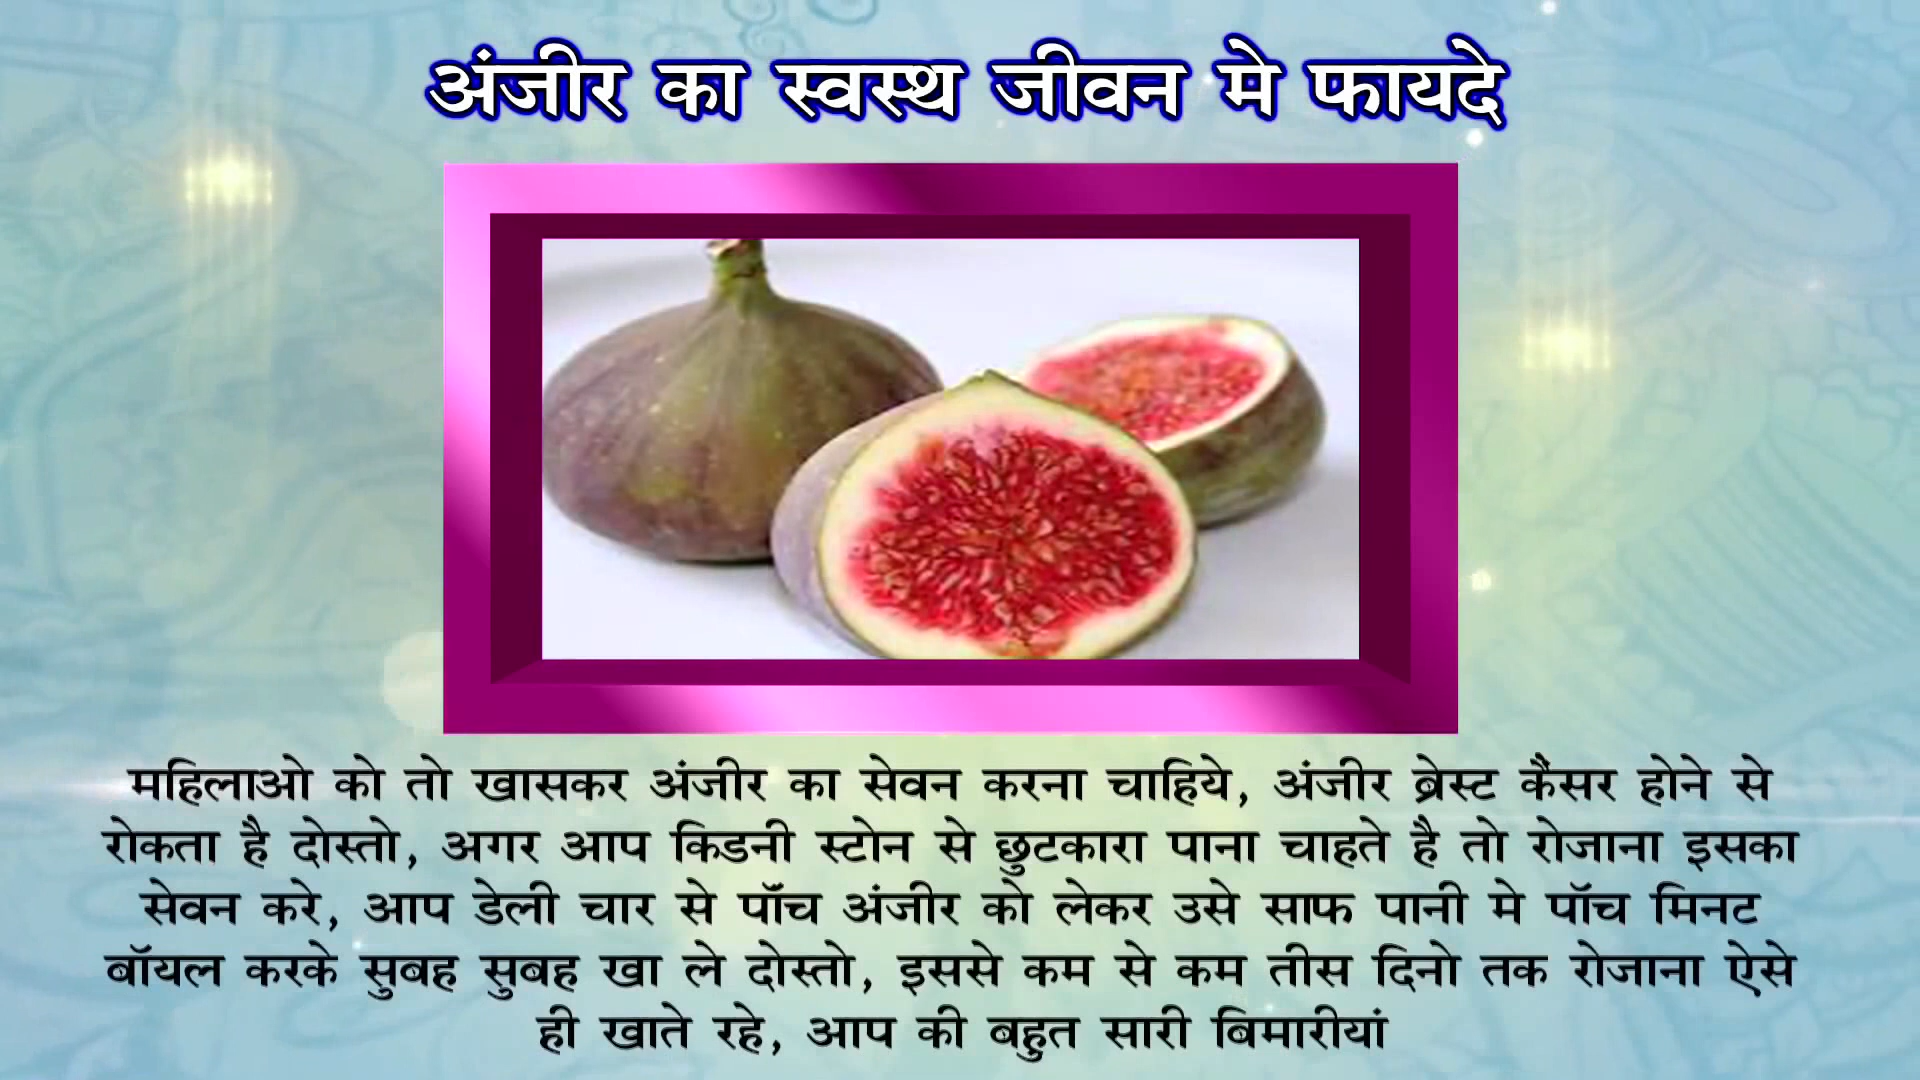 अंजीर का स्वस्थ जीवन मे फायदे
महिलाओ को तो खासकर अंजीर का सेवन करना चाहिये, अंजीर ब्रेस्ट कैंसर होने से
रोकता है दोस्तो, अगर आप किडनी स्टोन से छुटकारा पाना चाहते है तो रोजाना इसका
सेवन करे, आप डेली चार से पॉंच अंजीर को लेकर उसे साफ पानी मे पॉच मिनट
बॉयल करके सुबह सुबह खा ले दोस्तो, इससे कम से कम तीस दिनो तक रोजाना ऐसे
ही खाते रहे, आप की बहुत सारी बिमारीयां